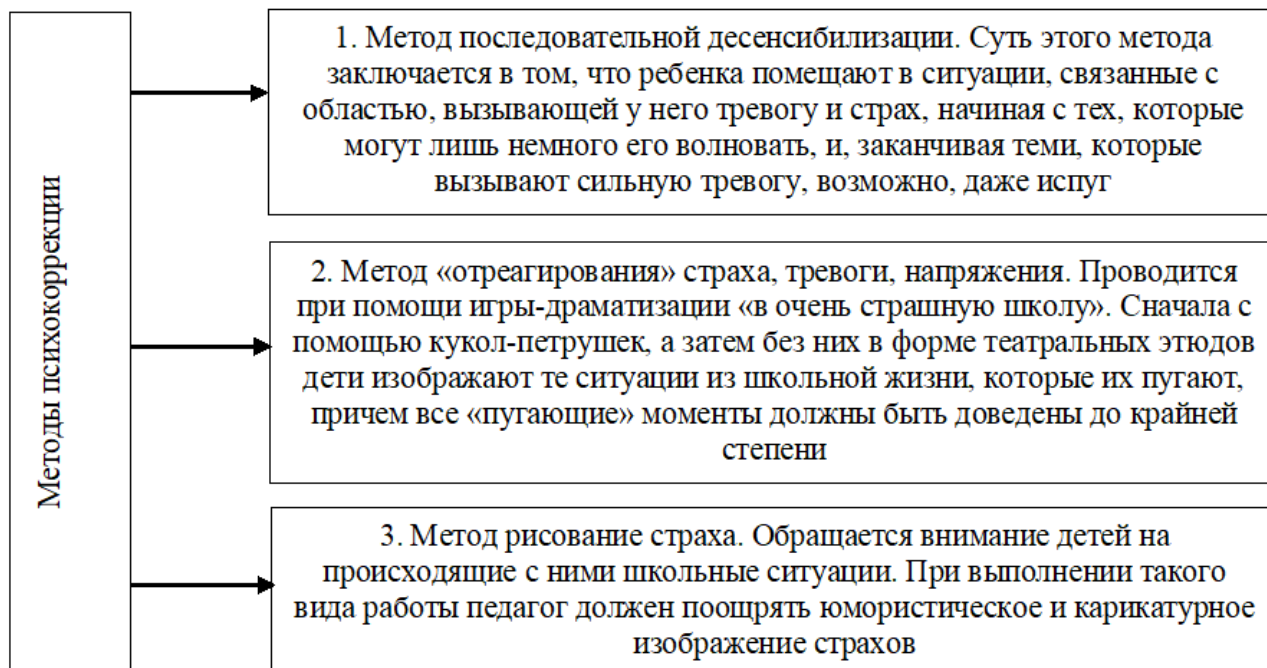 Методы психокоррекции
1. Метод последовательной десенсибилизации. Суть этого метода
заключается в том, что ребенка помещают в ситуации, связанные с
областью, вызывающей у него тревогу и страх, начиная с тех, которые
могут лишь немного его волновать, и, заканчивая теми, которые
вызывают сильную тревогу, возможно, даже испуг
2. Метод «отреагирования» страха, тревоги, напряжения. Проводится
при помощи игры-драматизации «в очень страшную школу». Сначала с
помощью кукол-петрушек, а затем без них в форме театральных этюдов
дети изображают те ситуации из школьной жизни, которые их пугают,
причем все «пугающие» моменты должны быть доведены до крайней
степени
3. Метод рисование страха. Обращается внимание детей на
происходящие с ними школьные ситуации. При выполнении такого
вида работы педагог должен поощрять юмористическое и карикатурное
изображение страхов